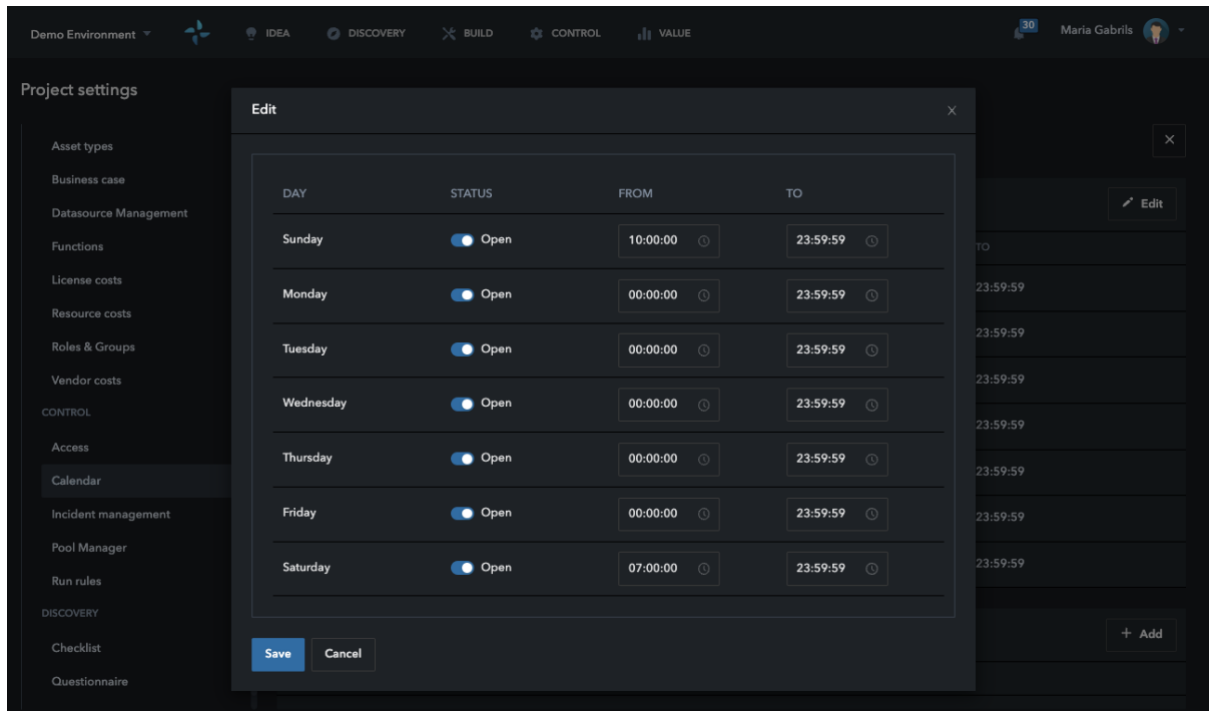 Demo Environment IDEA DISCOVERY BUILD CONTROL VALUE 30 Maria Gabrils
Project settings
Asset types
Business case
Datasource Management
Functions
License costs
Resource costs
Roles & Groups
Vendor costs
CONTROL
Access
Calendar
Incident management
Pool Manager
Run rules
DISCOVERY
Checklist
Questionnaire
Edit
DAY STATUS FROM TO
Sunday Open 10:00:00 23:59:59
Monday Open 00:00:00 23:59:59
Tuesday Open 00:00:00 23:59:59
Wednesday Open 00:00:00 23:59:59
Thursday Open 00:00:00 23:59:59
Friday Open 00:00:00 23:59:59
Saturday Open 07:00:00 23:59:59
Save Cancel
Edit
TO
23:59:59
23:59:59
23:59:59
23:59:59
23:59:59
23:59:59
23:59:59
+ Add